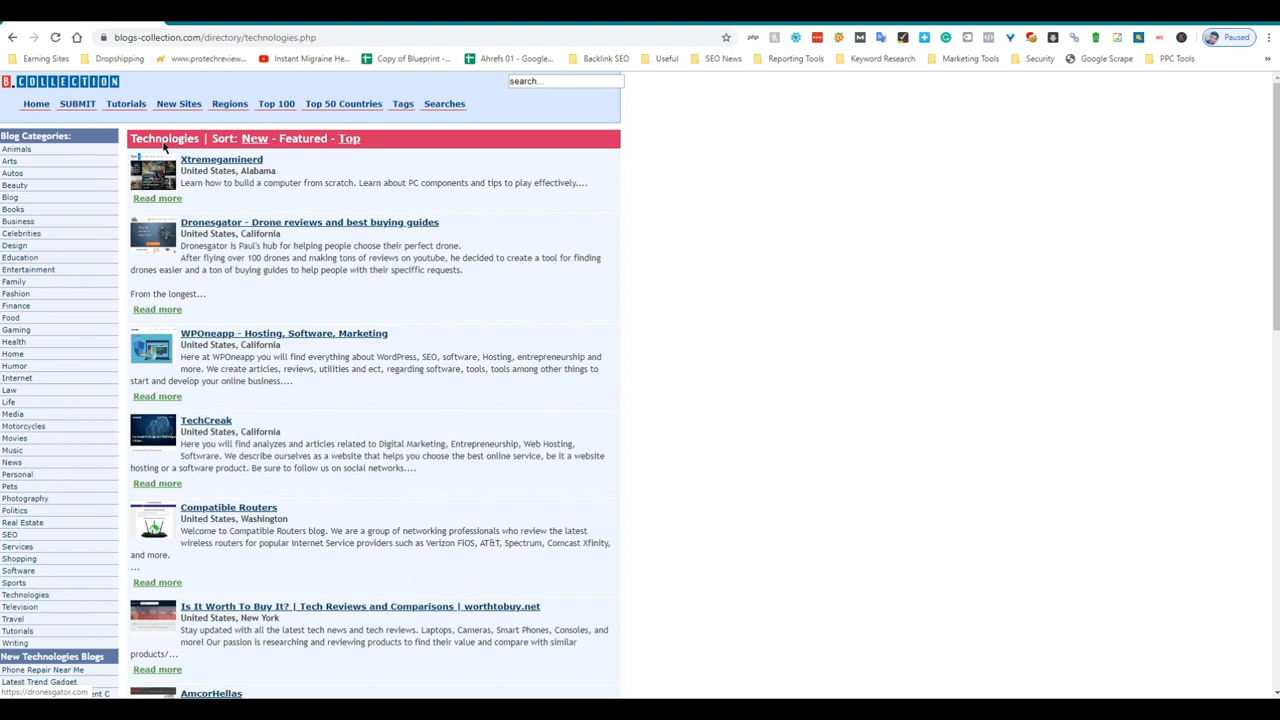 blogs-collection.com/directory/technologies.php
Paused
Earning Sites
Dropshipping
www.protechreview...
Instant Migraine He...
Copy of Blueprint -...
Ahrefs 01 - Google...
Backlink SEO
Useful
SEO News
Reporting Tools
Keyword Research
Marketing Tools
Security
Google Scrape
PPC Tools
»
B.COLLECTION
search...
Home SUBMIT Tutorials New Sites Regions Top 100 Top 50 Countries Tags Searches
Blog Categories:
Animals
Arts
Autos
Beauty
Blog
Books
Business
Celebrities
Design
Education
Entertainment
Family
Fashion
Finance
Food
Gaming
Health
Home
Humor
Internet
Law
Life
Media
Motorcycles
Movies
Music
News
Personal
Pets
Photography
Politics
Real Estate
SEO
Services
Shopping
Software
Sports
Technologies
Television
Travel
Tutorials
Writing
New Technologies Blogs
Phone Repair Near Me
Latest Trend Gadget
https://dronesgator.com
ent C
Technologies | Sort: New - Featured - Top
Xtremegaminerd
United States, Alabama
Learn how to build a computer from scratch. Learn about PC components and tips to play effectively....
Read more
Dronesgator - Drone reviews and best buying guides
United States, California
Dronesgator is Paul's hub for helping people choose their perfect drone.
After flying over 100 drones and making tons of reviews on youtube, he decided to create a tool for finding
drones easier and a ton of buying guides to help people with their specific requests.
From the longest...
Read more
WPOneapp - Hosting, Software, Marketing
United States, California
Here at WPOneapp you will find everything about WordPress, SEO, software, Hosting, entrepreneurship and
more. We create articles, reviews, utilities and ect, regarding software, tools, tools among other things to
start and develop your online business....
Read more
TechCreak
United States, California
Here you will find analyzes and articles related to Digital Marketing, Entrepreneurship, Web Hosting,
Software. We describe ourselves as a website that helps you choose the best online service, be it a website
hosting or a software product. Be sure to follow us on social networks....
Read more
Compatible Routers
United States, Washington
Welcome to Compatible Routers blog. We are a group of networking professionals who review the latest
wireless routers for popular Internet Service providers such as Verizon FiOS, AT&T, Spectrum, Comcast Xfinity,
and more.
...
Read more
Is It Worth To Buy It? | Tech Reviews and Comparisons | worthtobuy.net
United States, New York
Stay updated with all the latest tech news and tech reviews. Laptops, Cameras, Smart Phones, Consoles, and
more! Our passion is researching and reviewing products to find their value and compare with similar
products/...
Read more
AmcorHellas